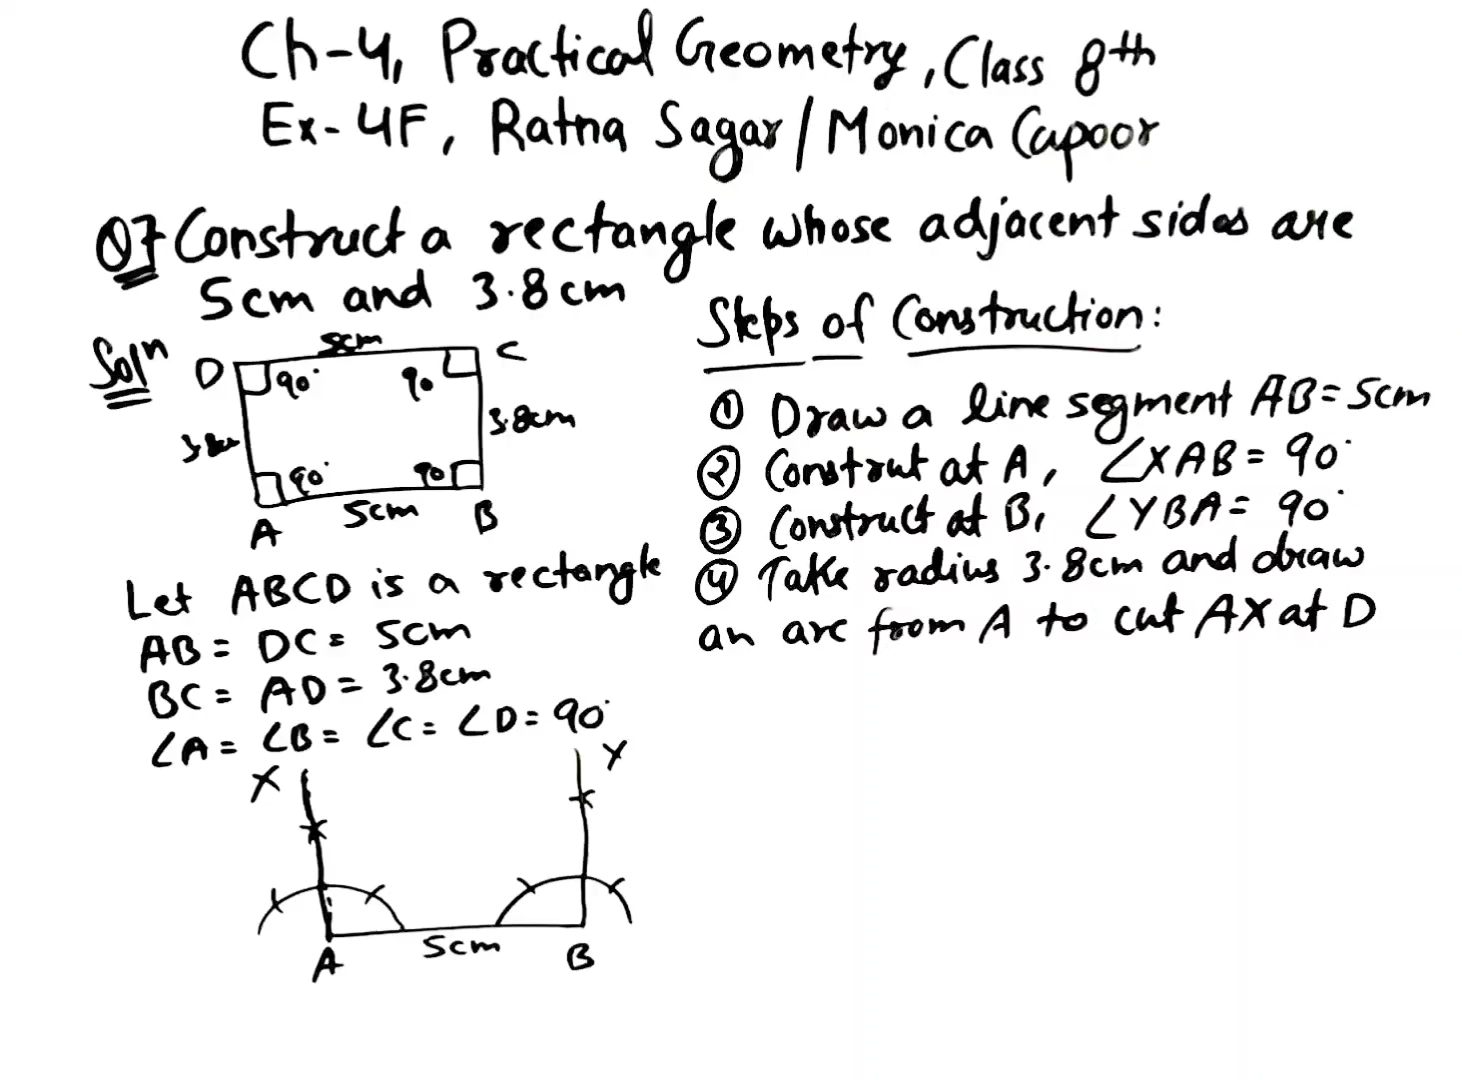 Ch-4, Practical Geometry, Class 8th
Ex-4F, Ratna Sagar/Monica Capoor
Q7 Construct a rectangle whose adjacent sides are
5cm and 3.8cm
Solⁿ
D 5cm C
90° 90
3.8cm
90° 90
A 5cm B
Let ABCD is a rectangle
AB = DC = 5cm
BC = AD = 3.8cm
∠A = ∠B = ∠C = ∠D = 90°
X Y
A 5cm B
Steps of Construction:
① Draw a line segment AB = 5cm
② Construt at A, ∠XAB = 90°
③ Construct at B, ∠YBA = 90°
④ Take radius 3.8cm and draw
an arc from A to cut AX at D